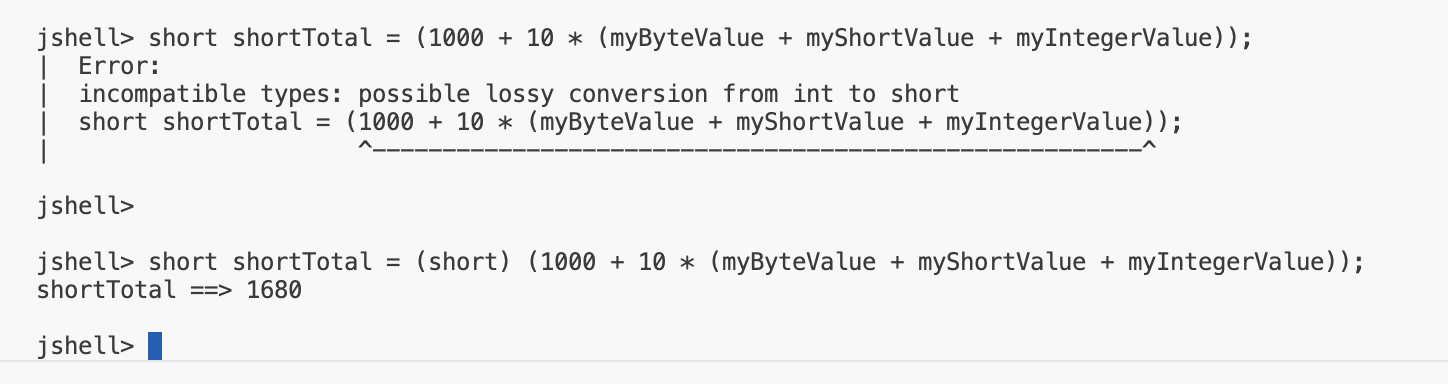 jshell> short shortTotal = (1000 + 10 * (myByteValue + myShortValue + myIntegerValue));
|  Error:
|  incompatible types: possible lossy conversion from int to short
|  short shortTotal = (1000 + 10 * (myByteValue + myShortValue + myIntegerValue));
|                      ^-------------------------------------------------------^
jshell>
jshell> short shortTotal = (short) (1000 + 10 * (myByteValue + myShortValue + myIntegerValue));
shortTotal ==> 1680
jshell>